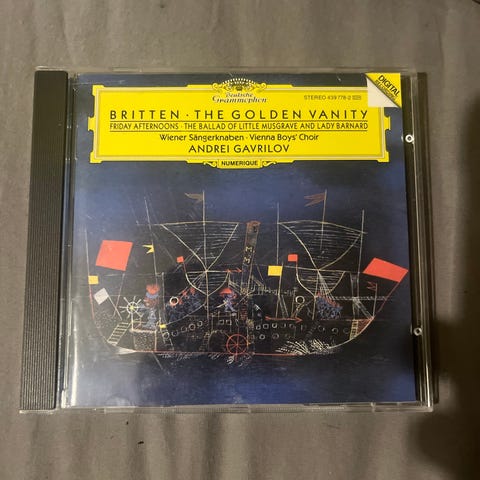 Deutsche
Grammophon
STEREO 439 778-2
DIGITAL
RECORDING
BRITTEN · THE GOLDEN VANITY
FRIDAY AFTERNOONS · THE BALLAD OF LITTLE MUSGRAVE AND LADY BARNARD
Wiener Sängerknaben · Vienna Boys' Choir
ANDREI GAVRILOV
NUMERIQUE